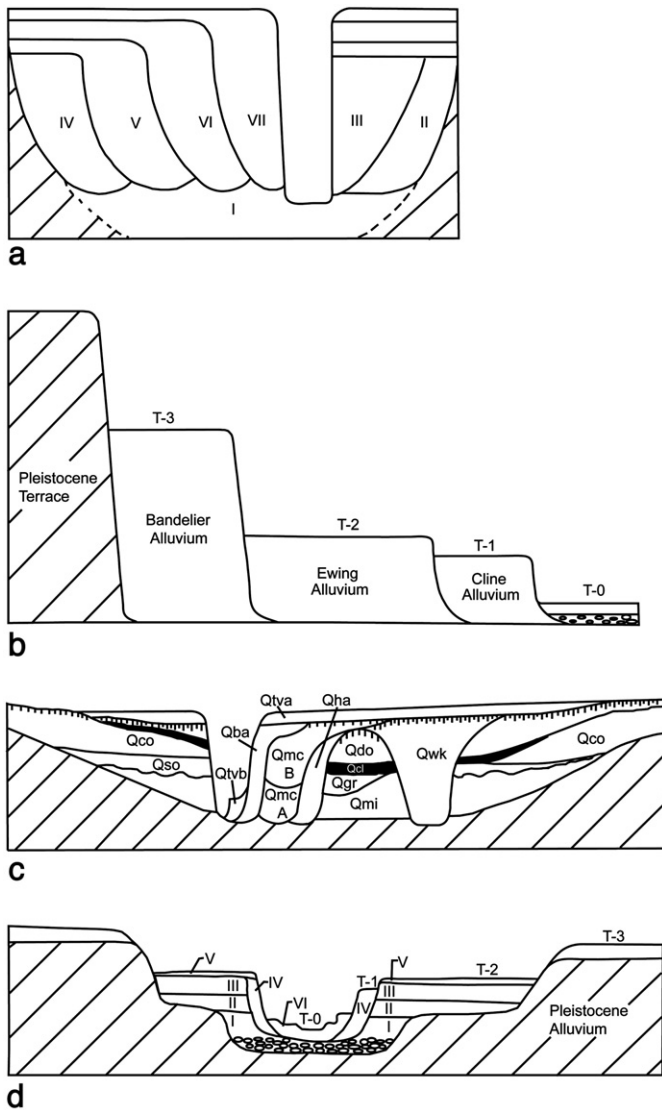 IV V VI VII III II
I
a
T-3
Pleistocene
Terrace
Bandelier
Alluvium
T-2
Ewing
Alluvium
T-1
Cline
Alluvium
T-0
b
Qtva Qha
Qba
Qco
Qso
Qtvb
Qmc
B
Qmc
A
Qdo
Qcl
Qgr
Qmi
Qwk
Qco
c
V
III
II
I
IV
VI
T-0
T-1
IV
V
III
II
I
T-2
T-3
Pleistocene
Alluvium
d